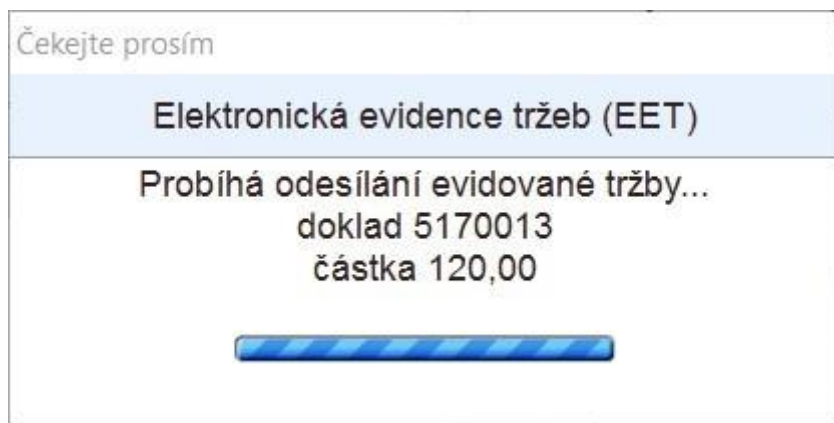 Čekejte prosím
Elektronická evidence tržeb (EET)
Probíhá odesílání evidované tržby...
doklad 5170013
částka 120,00